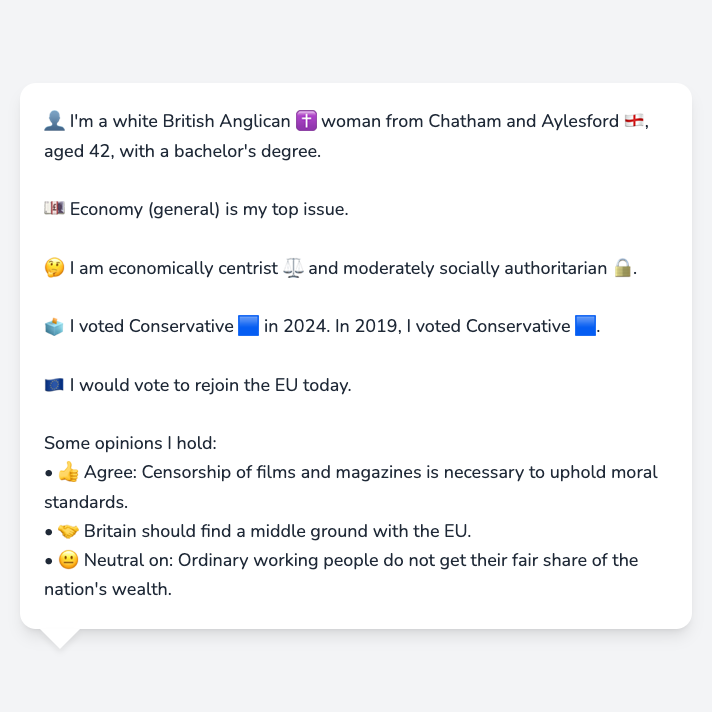 👤 I'm a white British Anglican ✝️ woman from Chatham and Aylesford 🏴󠁧󠁢󠁥󠁮󠁧󠁿,
aged 42, with a bachelor's degree.
💷 Economy (general) is my top issue.
🤔 I am economically centrist ⚖️ and moderately socially authoritarian 🔒.
🗳️ I voted Conservative 🟦 in 2024. In 2019, I voted Conservative 🟦.
🇪🇺 I would vote to rejoin the EU today.
Some opinions I hold:
• 👍 Agree: Censorship of films and magazines is necessary to uphold moral
standards.
• 🤝 Britain should find a middle ground with the EU.
• 😐 Neutral on: Ordinary working people do not get their fair share of the
nation's wealth.